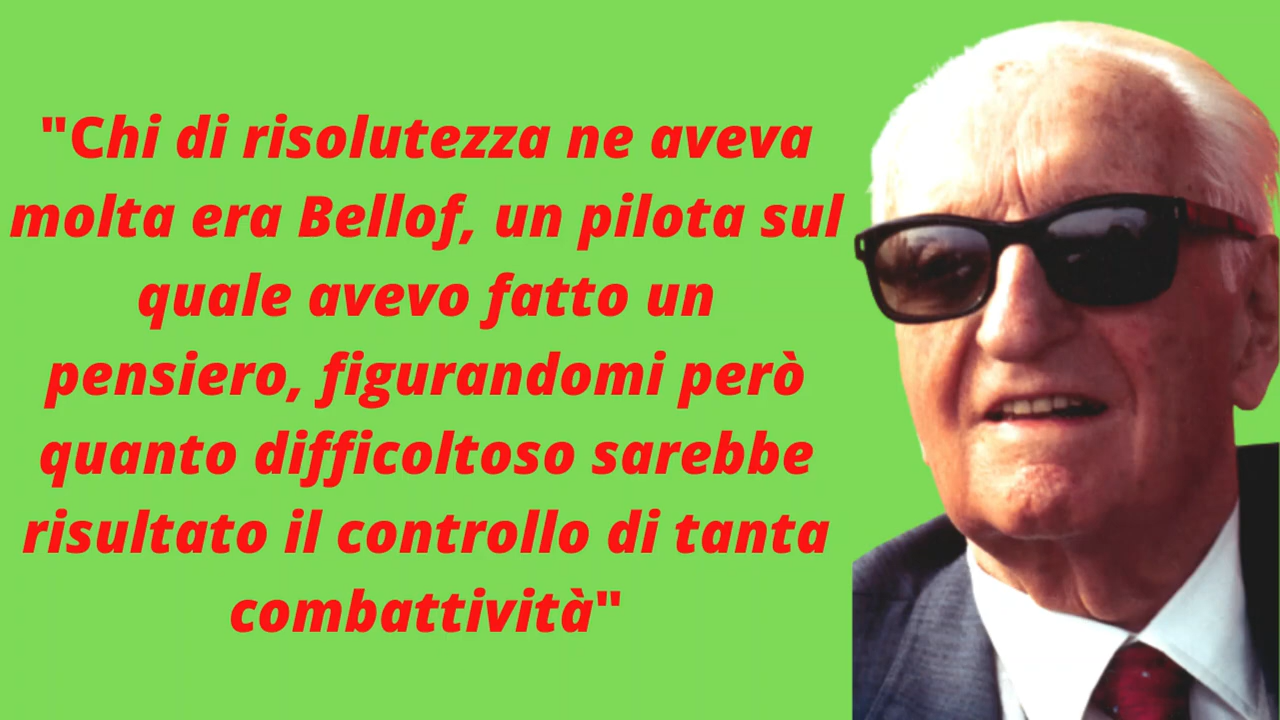 "Chi di risolutezza ne aveva
molta era Bellof, un pilota sul
quale avevo fatto un
pensiero, figurandomi però
quanto difficoltoso sarebbe
risultato il controllo di tanta
combattività"